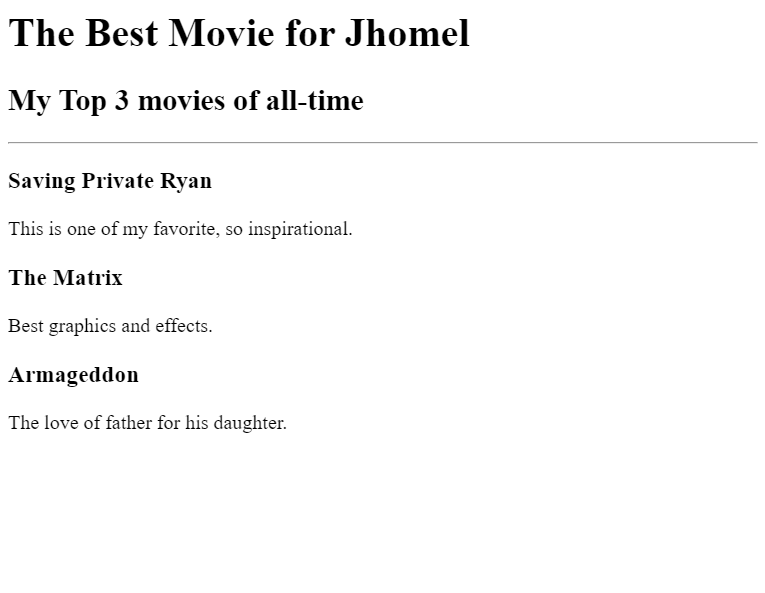 The Best Movie for Jhomel
My Top 3 movies of all-time
Saving Private Ryan
This is one of my favorite, so inspirational.
The Matrix
Best graphics and effects.
Armageddon
The love of father for his daughter.